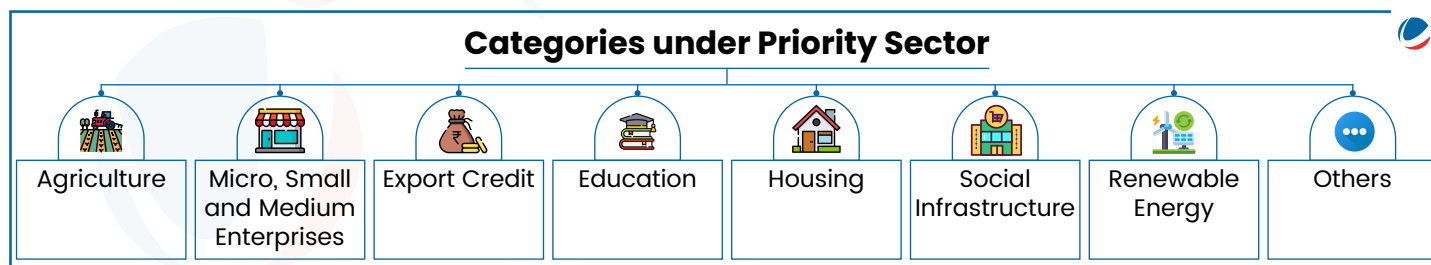 Categories under Priority Sector
Agriculture
Micro, Small
and Medium
Enterprises
Export Credit
Education
Housing
Social
Infrastructure
Renewable
Energy
Others